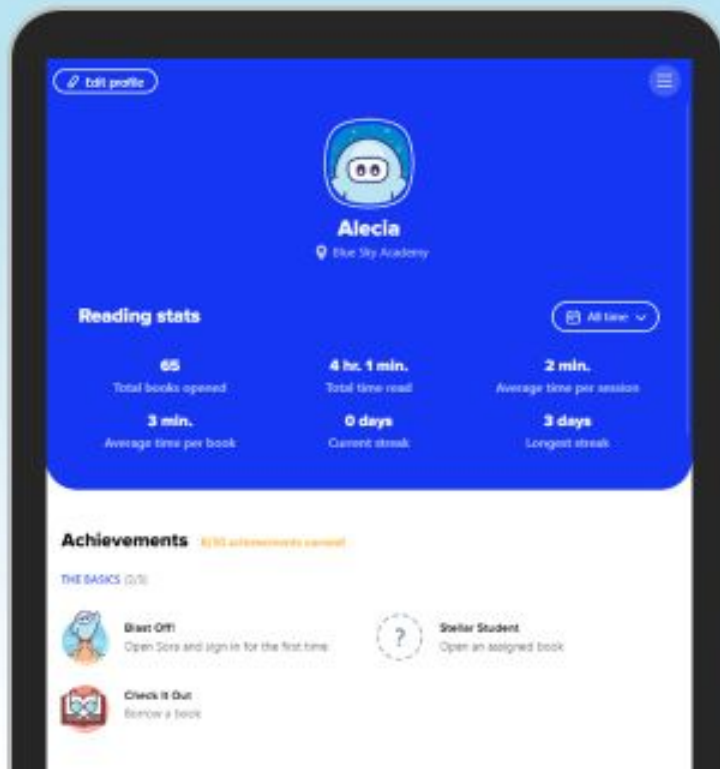 Edit profile
Alecia
Blue Sky Academy
Reading stats
All time
65
Total books opened
4 hr. 1 min.
Total time read
2 min.
Average time per session
3 min.
Average time per book
0 days
Current streak
3 days
Longest streak
Achievements
achievements earned!
THE BASICS
Blast Off!
Open Sora and sign in for the first time
?
Stellar Student
Open an assigned book
Check It Out
Borrow a book